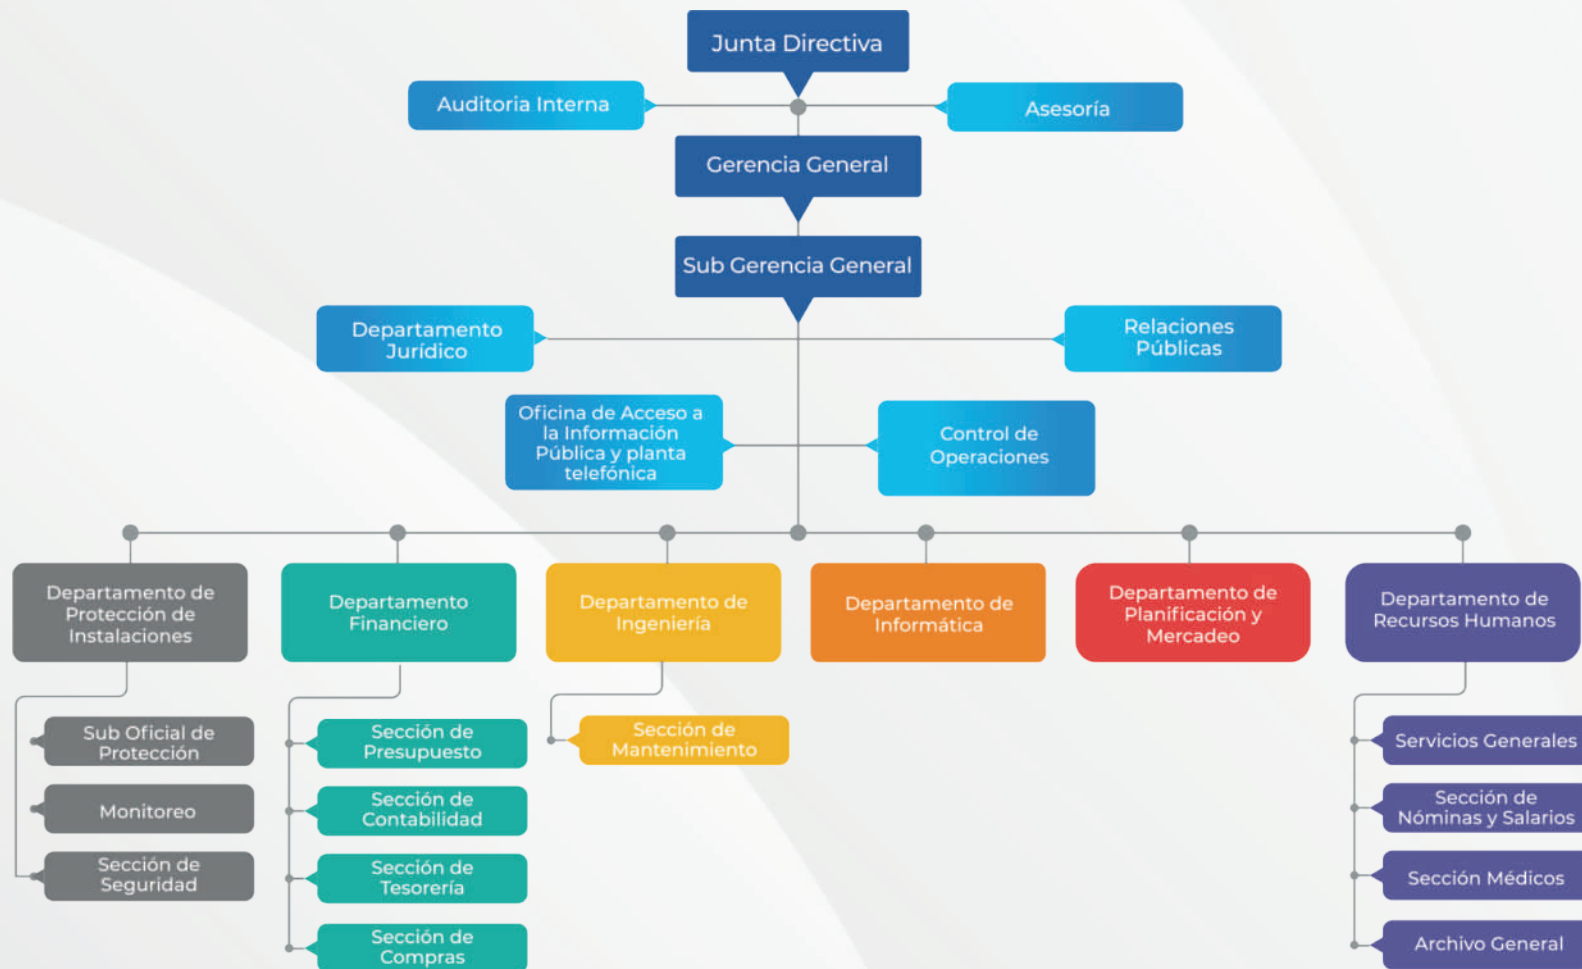 Junta Directiva
Auditoria Interna
Asesoría
Gerencia General
Sub Gerencia General
Departamento
Jurídico
Relaciones
Públicas
Oficina de Acceso a
la Información
Pública y planta
telefónica
Control de
Operaciones
Departamento de
Protección de
Instalaciones
Departamento
Financiero
Departamento de
Ingeniería
Departamento de
Informática
Departamento de
Planificación y
Mercadeo
Departamento de
Recursos Humanos
Sub Oficial de
Protección
Monitoreo
Sección de
Seguridad
Sección de
Presupuesto
Sección de
Contabilidad
Sección de
Tesorería
Sección de
Compras
Sección de
Mantenimiento
Servicios Generales
Sección de
Nóminas y Salarios
Sección Médicos
Archivo General